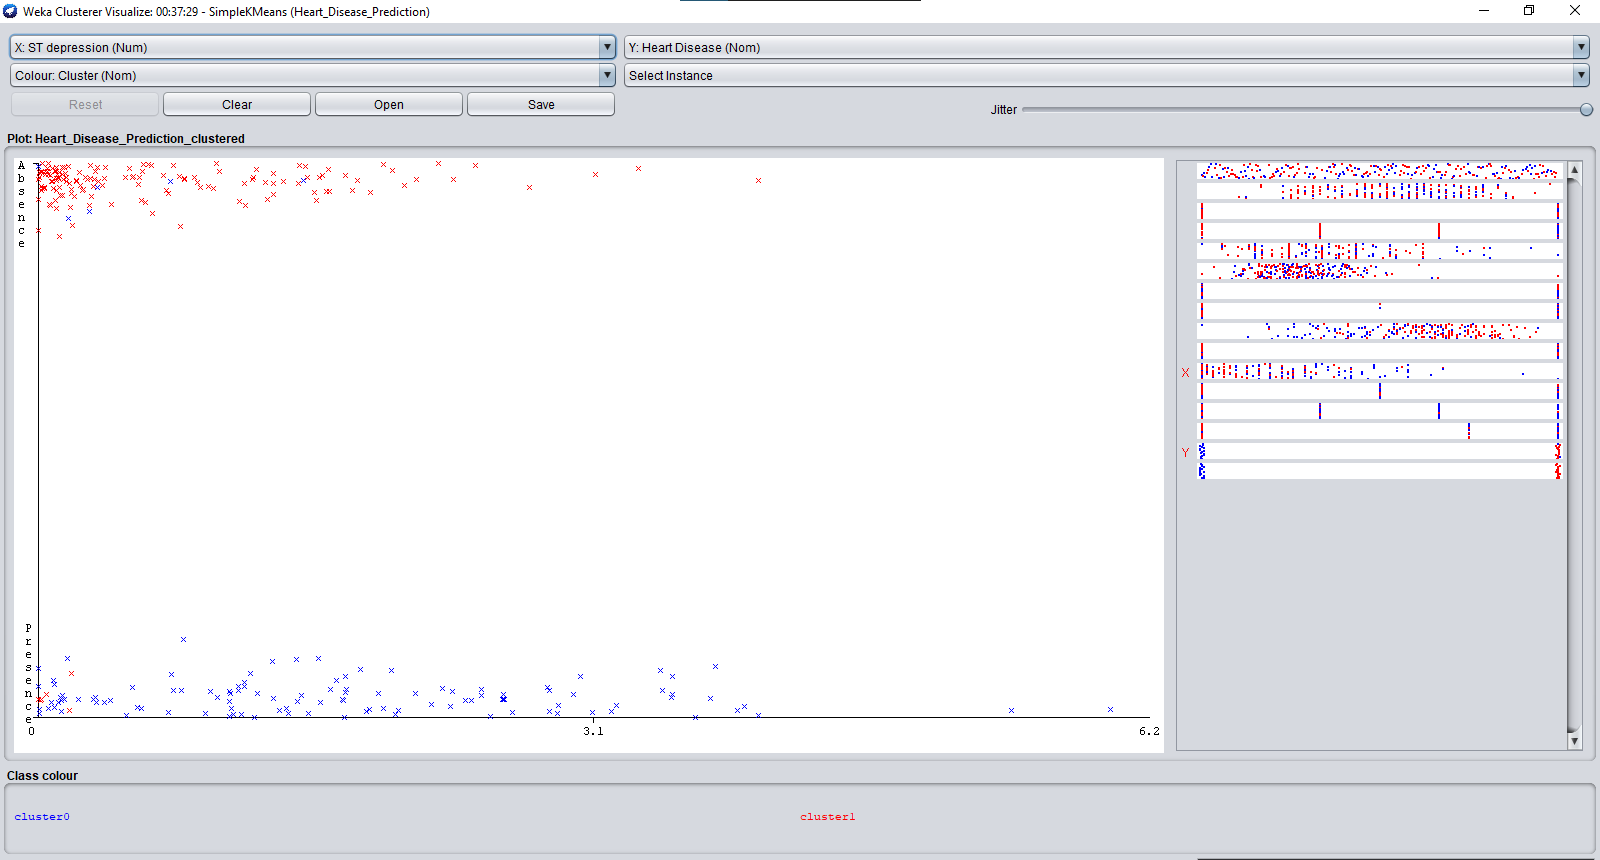 Weka Clusterer Visualize: 00:37:29 - SimpleKMeans (Heart_Disease_Prediction)
X: ST depression (Num)
Y: Heart Disease (Nom)
Colour: Cluster (Nom)
Select Instance
Reset
Clear
Open
Save
Jitter
Plot: Heart_Disease_Prediction_clustered
Absence
Presence
0
3.1
6.2
X
Y
Class colour
cluster0
cluster1